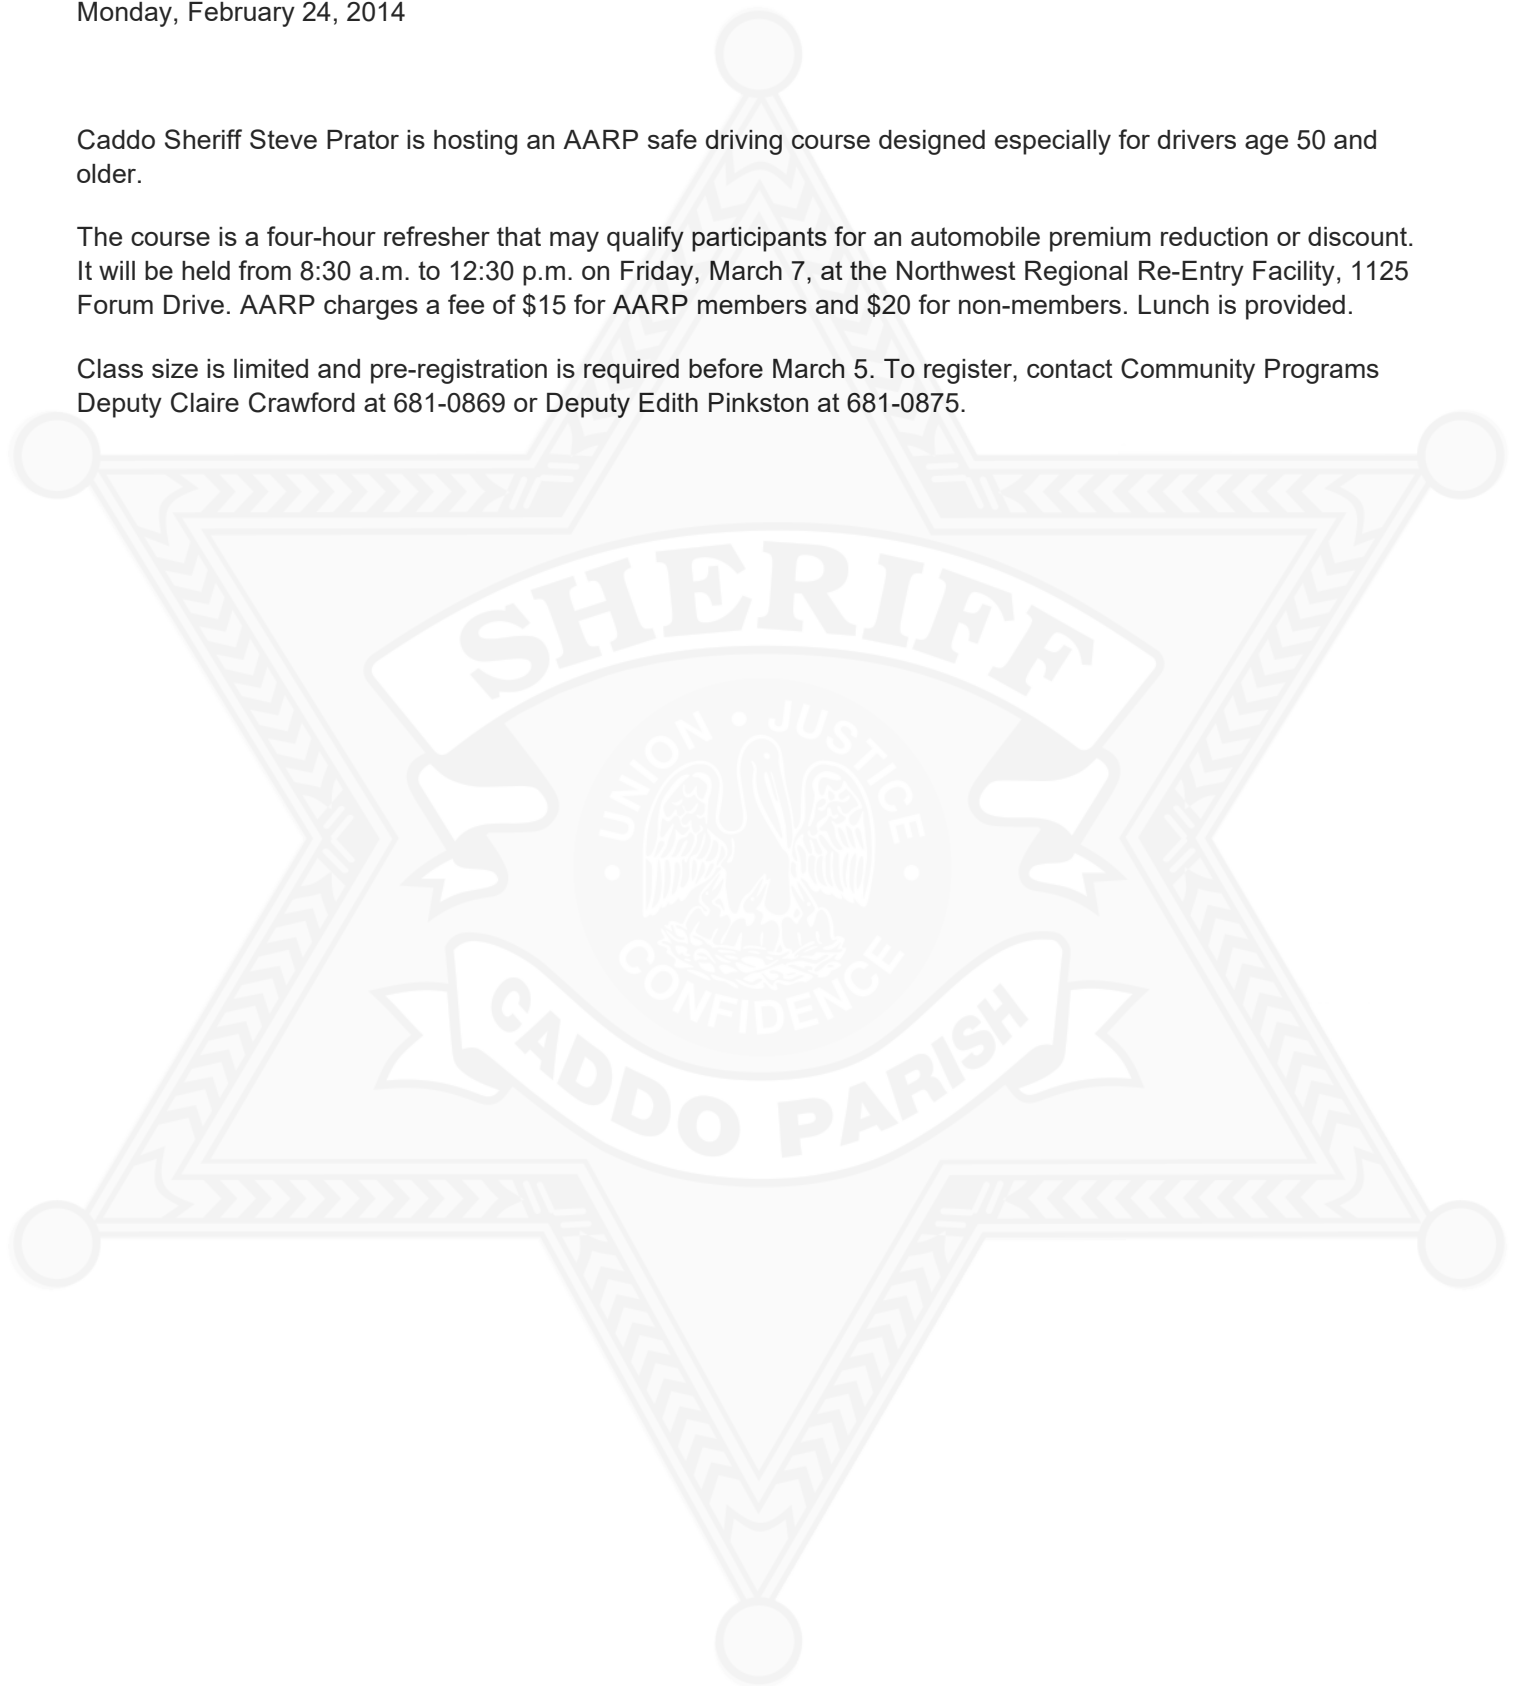 Monday, February 24, 2014
Caddo Sheriff Steve Prator is hosting an AARP safe driving course designed especially for drivers age 50 and
older.
The course is a four-hour refresher that may qualify participants for an automobile premium reduction or discount.
It will be held from 8:30 a.m. to 12:30 p.m. on Friday, March 7, at the Northwest Regional Re-Entry Facility, 1125
Forum Drive. AARP charges a fee of $15 for AARP members and $20 for non-members. Lunch is provided.
Class size is limited and pre-registration is required before March 5. To register, contact Community Programs
Deputy Claire Crawford at 681-0869 or Deputy Edith Pinkston at 681-0875.
SHERIFF
UNION • JUSTICE
CONFIDENCE
CADDO PARISH